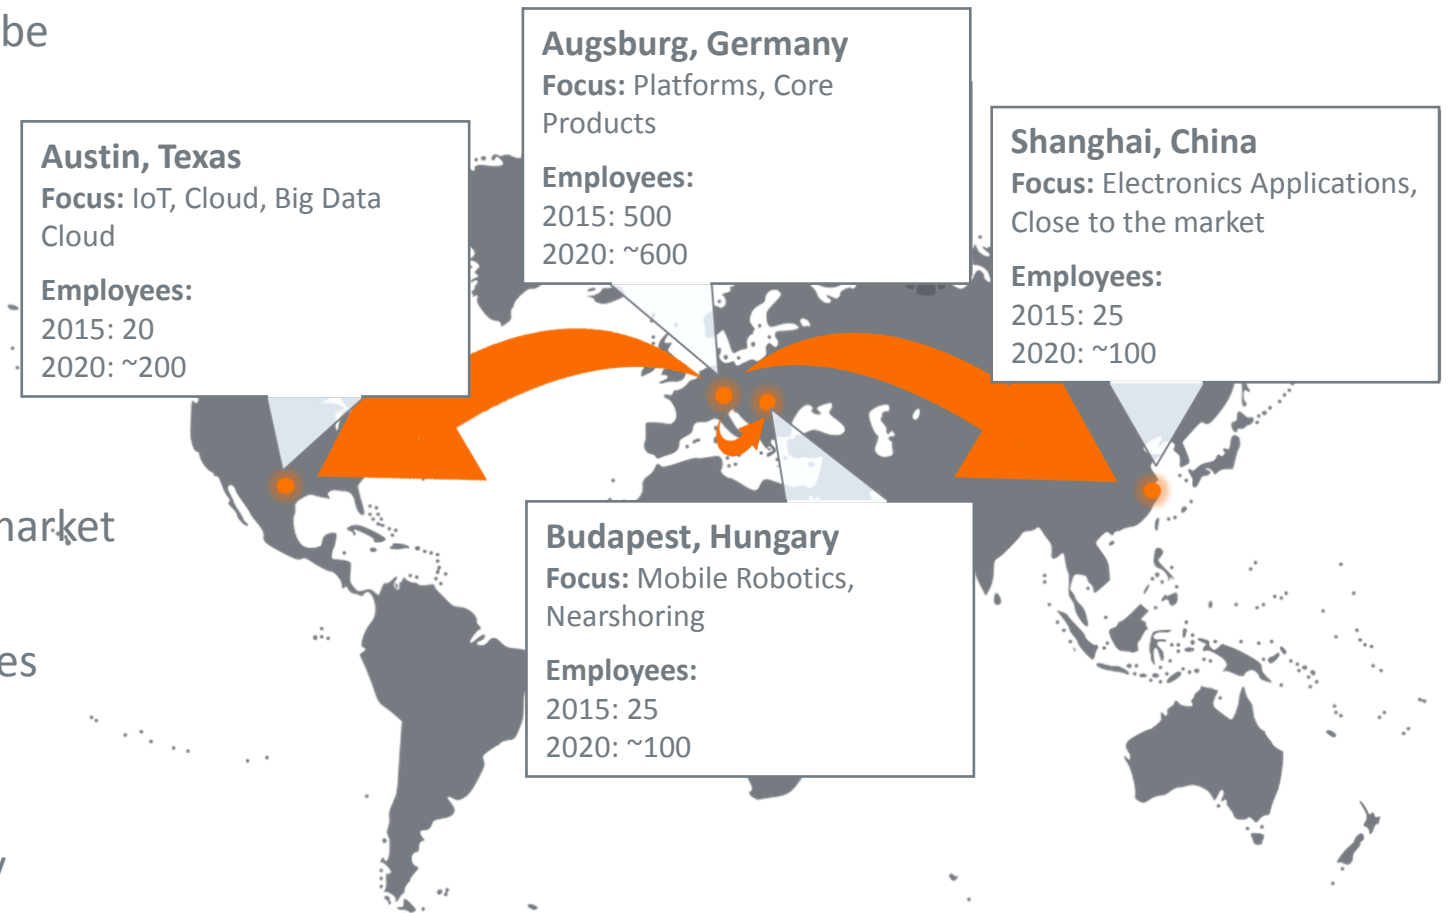 be
Augsburg, Germany
Focus: Platforms, Core
Products
Employees:
2015: 500
2020: ~600
Austin, Texas
Focus: IoT, Cloud, Big Data
Cloud
Employees:
2015: 20
2020: ~200
Shanghai, China
Focus: Electronics Applications,
Close to the market
Employees:
2015: 25
2020: ~100
market
Budapest, Hungary
Focus: Mobile Robotics,
Nearshoring
Employees:
2015: 25
2020: ~100
es